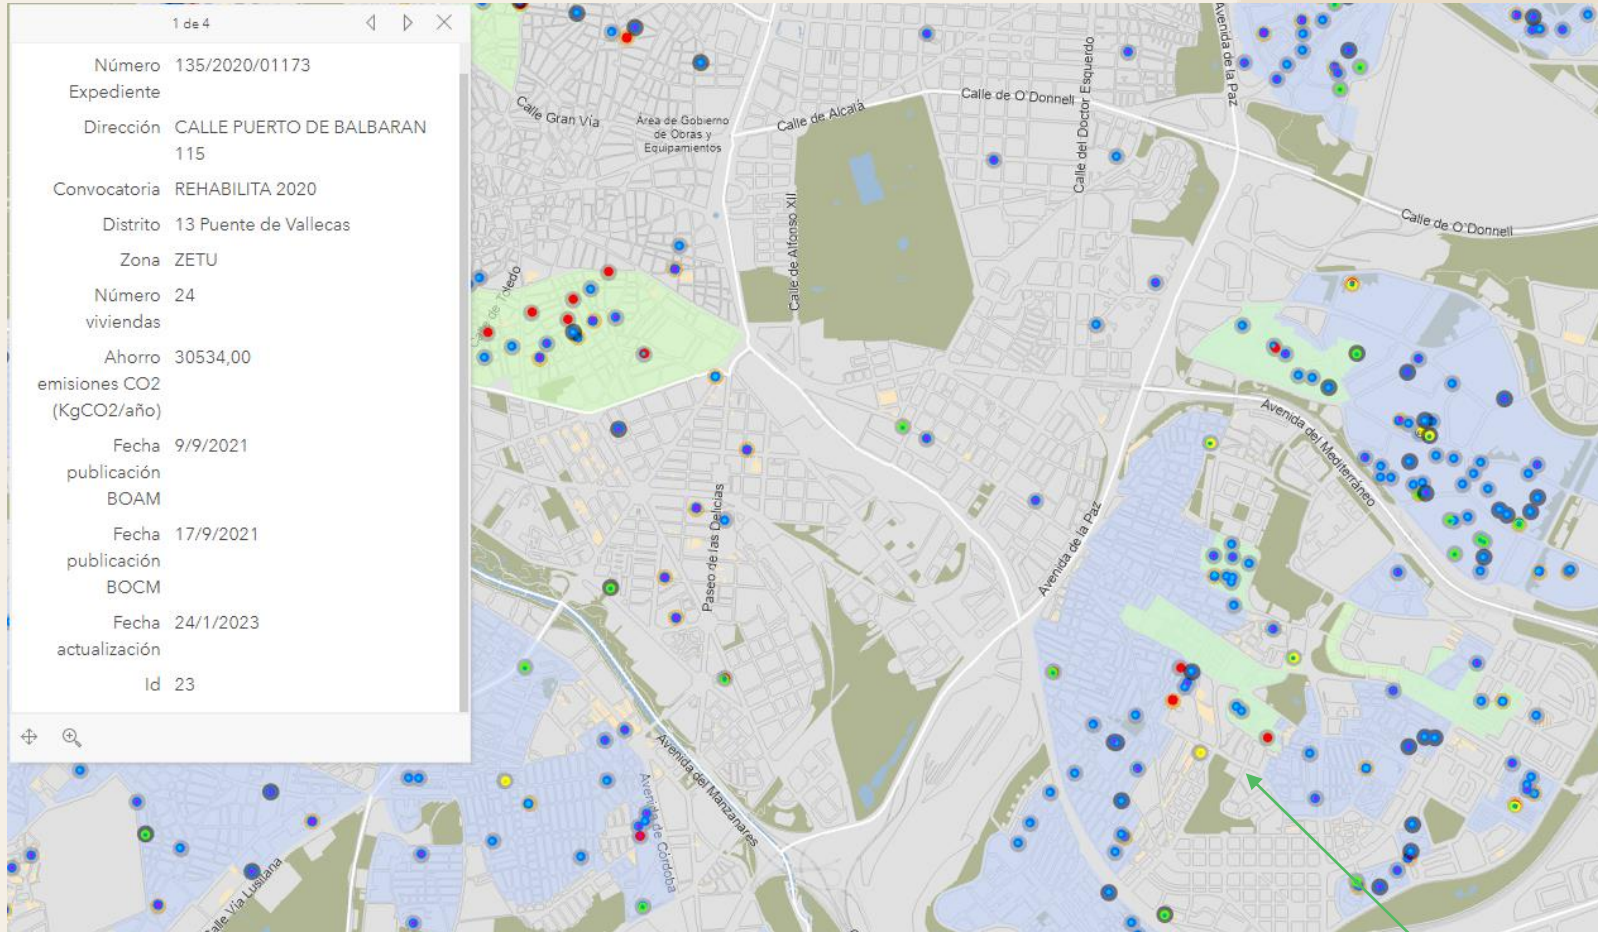 1 de 4
Número 135/2020/01173
Expediente
Dirección CALLE PUERTO DE BALBARAN
115
Convocatoria REHABILITA 2020
Distrito 13 Puente de Vallecas
Zona ZETU
Número 24
viviendas
Ahorro 30534,00
emisiones CO2
(KgCO2/año)
Fecha 9/9/2021
publicación
BOAM
Fecha 17/9/2021
publicación
BOCM
Fecha 24/1/2023
actualización
Id 23
Calle Gran Vía
Área de Gobierno
de Obras y
Equipamientos
Calle de Alcalá
Calle de O'Donnell
Calle del Doctor Esquerdo
Avenida de la Paz
Calle de O'Donnell
Calle de Alfonso XII
Calle de Toledo
Avenida del Mediterráneo
Paseo de las Delicias
Avenida de la Paz
Avenida del Manzanares
Avenida de Córdoba
Calle Vía Lusitana